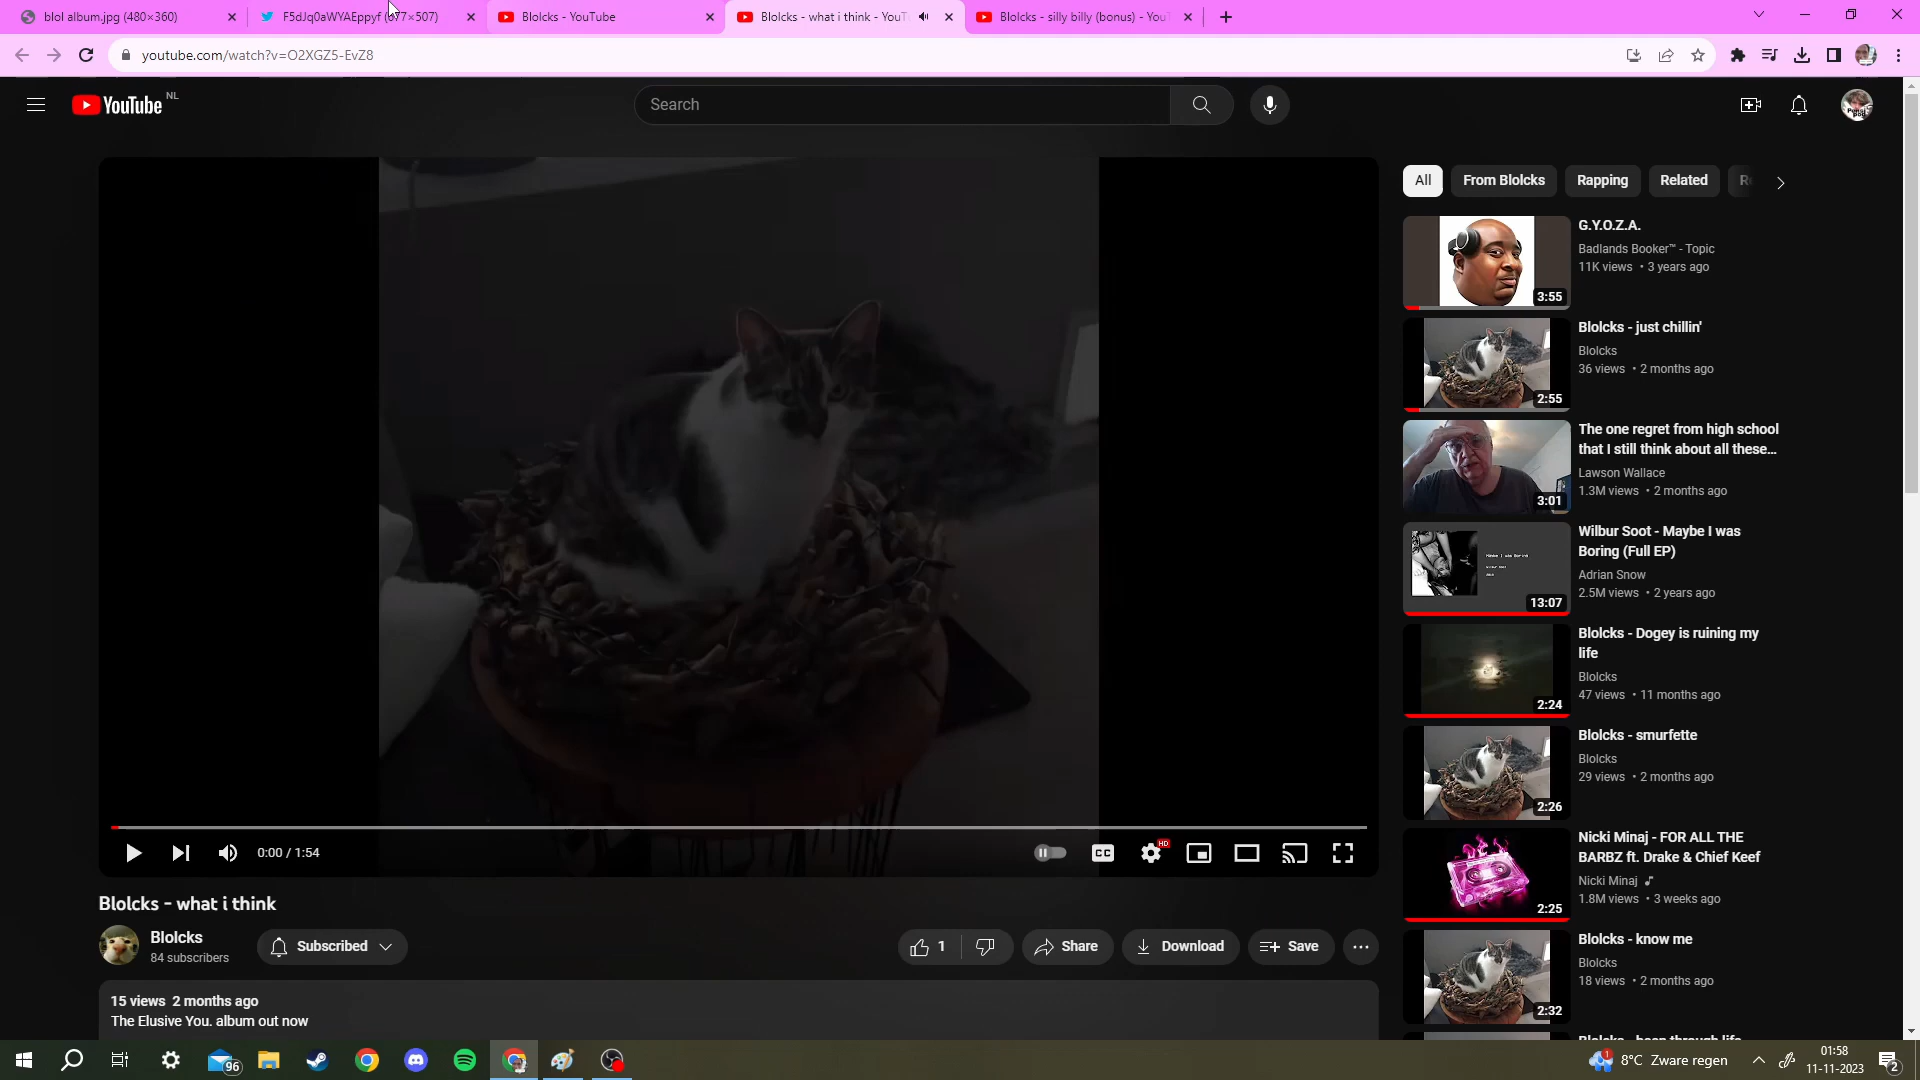 blol album.jpg (480×360)
F5dJq0aWYAEppyf (677×507)
Blolcks - YouTube
Blolcks - what i think - YouT
Blolcks - silly billy (bonus) - YouT
youtube.com/watch?v=O2XGZ5-EvZ8
YouTube NL
Search
All
From Blolcks
Rapping
Related
G.Y.O.Z.A.
Badlands Booker™ - Topic
11K views • 3 years ago
3:55
Blolcks - just chillin'
Blolcks
36 views • 2 months ago
2:55
The one regret from high school
that I still think about all these...
Lawson Wallace
1.3M views • 2 months ago
3:01
Wilbur Soot - Maybe I was
Boring (Full EP)
Adrian Snow
2.5M views • 2 years ago
Maybe I was Boring
13:07
Blolcks - Dogey is ruining my
life
Blolcks
47 views • 11 months ago
2:24
Blolcks - smurfette
Blolcks
29 views • 2 months ago
2:26
Nicki Minaj - FOR ALL THE
BARBZ ft. Drake & Chief Keef
Nicki Minaj
1.8M views • 3 weeks ago
2:25
Blolcks - know me
Blolcks
18 views • 2 months ago
2:32
0:00 / 1:54
CC
HD
Blolcks - what i think
Blolcks
84 subscribers
Subscribed
1
Share
Download
Save
15 views 2 months ago
The Elusive You. album out now
96
1
8°C Zware regen
01:58
11-11-2023
2